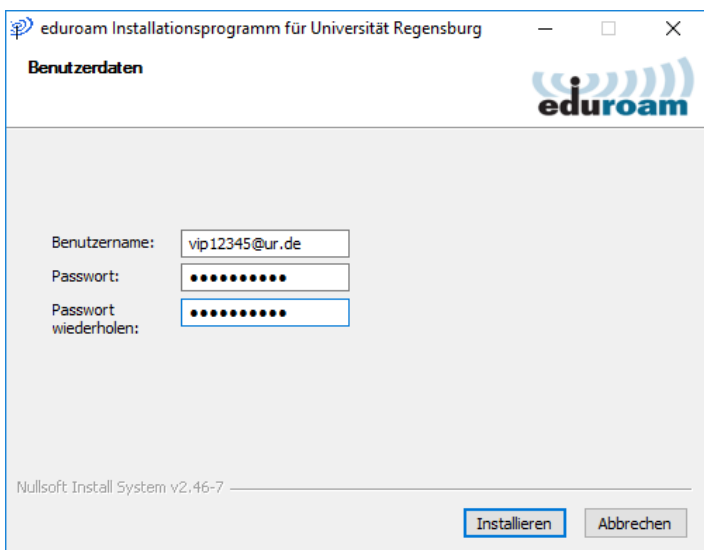 eduroam Installationsprogramm für Universität Regensburg
Benutzerdaten
eduroam
Benutzername: vip12345@ur.de
Passwort: ●●●●●●●●●●
Passwort
wiederholen: ●●●●●●●●●●
Nullsoft Install System v2.46-7
Installieren Abbrechen